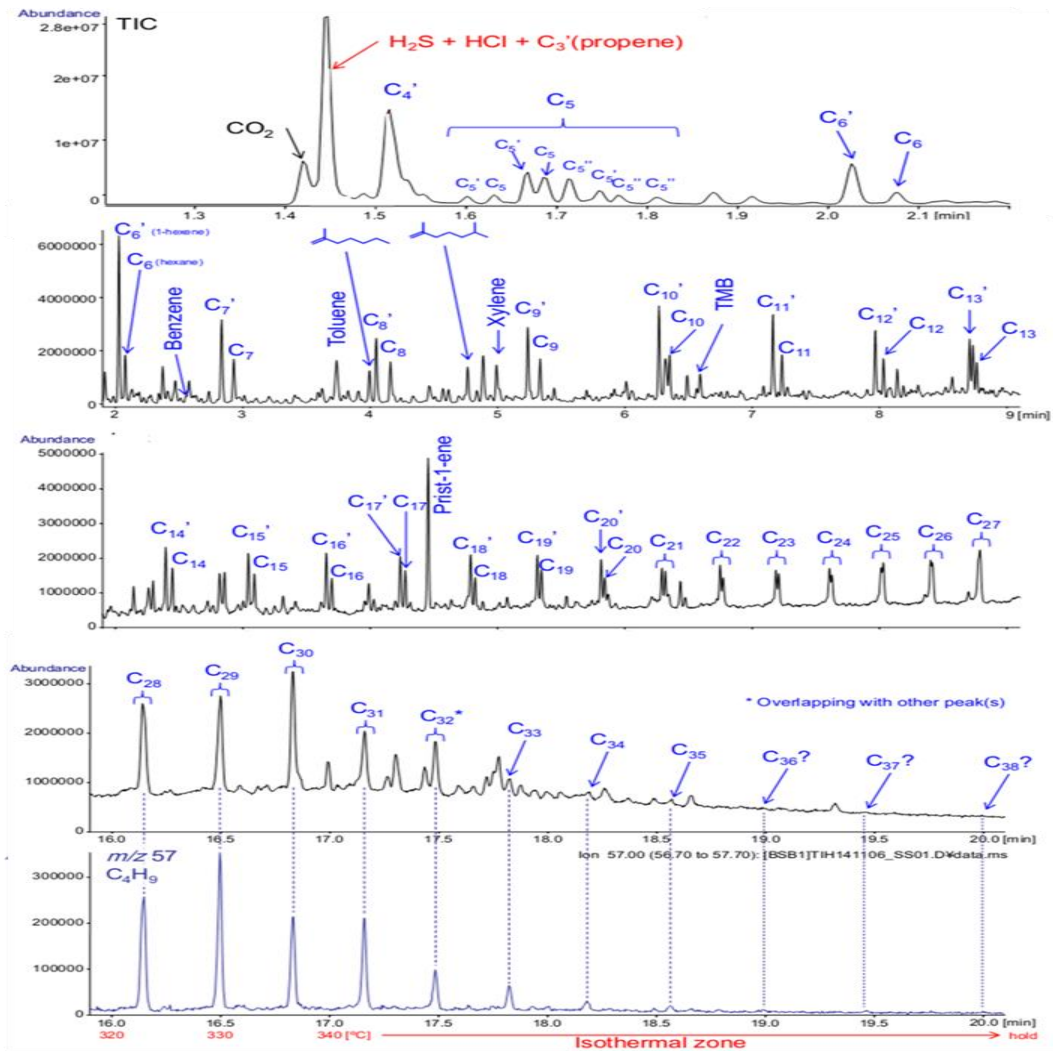 Abundance
TIC
2.8e+07
2e+07
1e+07
0
H₂S + HCl + C₃'(propene)
CO₂
C₄'
C₅
C₅' C₅ C₅' C₅ C₅'' C₅' C₅'' C₅''
C₆'
C₆
1.3 1.4 1.5 1.6 1.7 1.8 1.9 2.0 2.1 [min]
6000000
4000000
2000000
0
C₆' (1-hexene)
C₆ (hexane)
Benzene
C₇'
C₇
Toluene
C₈'
C₈
Xylene
C₉'
C₉
C₁₀'
C₁₀
TMB
C₁₁'
C₁₁
C₁₂'
C₁₂
C₁₃'
C₁₃
2 3 4 5 6 7 8 9 [min]
Abundance
5000000
4000000
3000000
2000000
1000000
0
C₁₄'
C₁₄
C₁₅'
C₁₅
C₁₆'
C₁₆
C₁₇'
C₁₇
Prist-1-ene
C₁₈'
C₁₈
C₁₉'
C₁₉
C₂₀'
C₂₀
C₂₁
C₂₂
C₂₃
C₂₄
C₂₅
C₂₆
C₂₇
Abundance
3000000
2000000
1000000
0
C₂₈
C₂₉
C₃₀
C₃₁
C₃₂*
C₃₃
C₃₄
C₃₅
C₃₆?
C₃₇?
C₃₈?
* Overlapping with other peak(s)
16.0 16.5 17.0 17.5 18.0 18.5 19.0 19.5 20.0 [min]
m/z 57
C₄H₉
Ion 57.00 (56.70 to 57.70): [BSB1]TIH141106_SS01.D¥data.ms
300000
200000
100000
0
16.0 16.5 17.0 17.5 18.0 18.5 19.0 19.5 20.0 [min]
320 330 340 [ºC] Isothermal zone hold